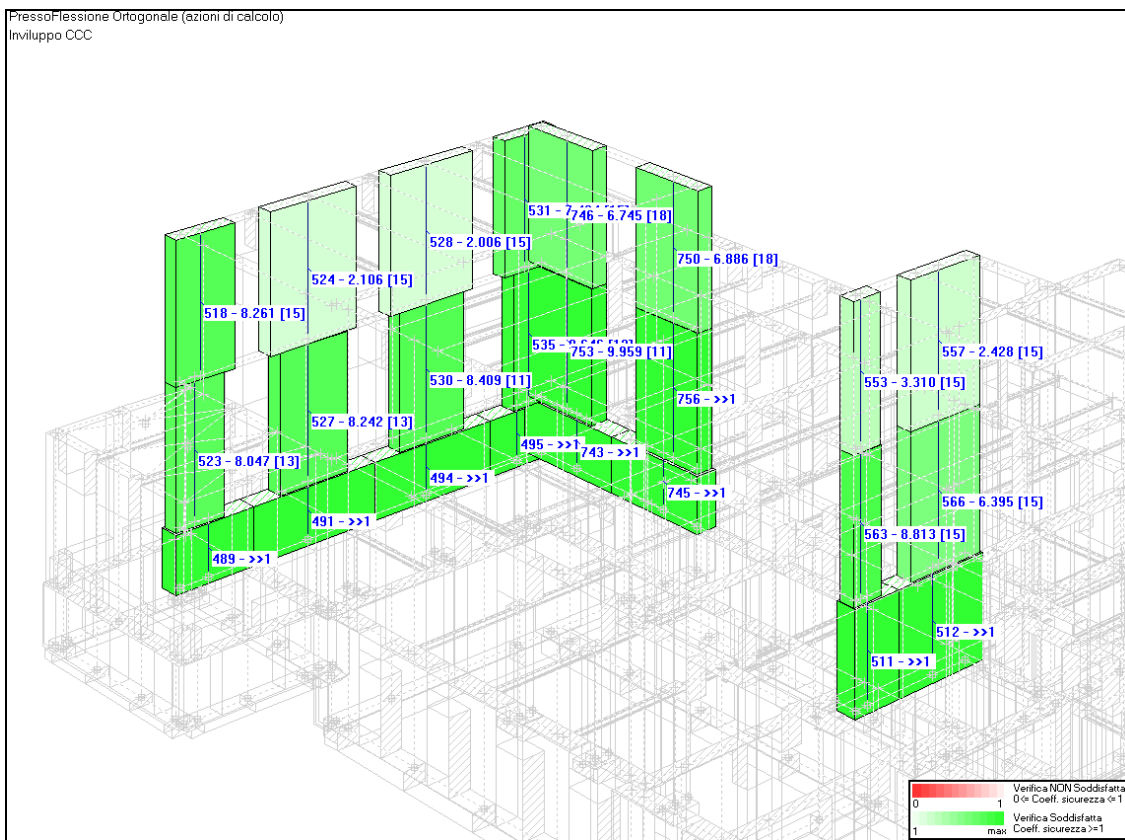 PressoFlessione Ortogonale (azioni di calcolo)
Inviluppo CCC
531 - 7.
746 - 6.745 [18]
528 - 2.006 [15]
750 - 6.886 [18]
524 - 2.106 [15]
518 - 8.261 [15]
535 -
753 - 9.959 [11]
557 - 2.428 [15]
553 - 3.310 [15]
530 - 8.409 [11]
756 - >>1
527 - 8.242 [13]
495 - >>1
743 - >>1
523 - 8.047 [13]
494 - >>1
745 - >>1
566 - 6.395 [15]
491 - >>1
563 - 8.813 [15]
489 - >>1
512 - >>1
511 - >>1
Verifica NON Soddisfatta
0 <= Coeff. sicurezza <= 1
0 1
Verifica Soddisfatta
Coeff. sicurezza >=1
1 max